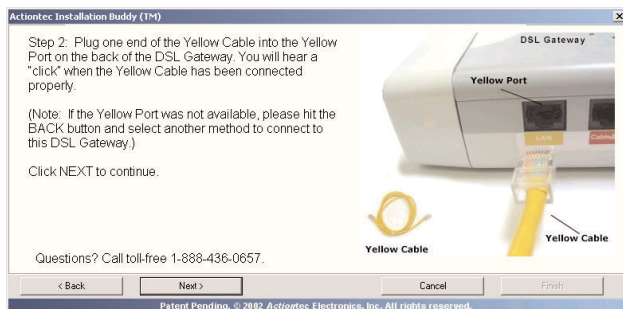 Actiontec Installation Buddy (TM)
Step 2: Plug one end of the Yellow Cable into the Yellow
Port on the back of the DSL Gateway. You will hear a
"click" when the Yellow Cable has been connected
properly.
(Note: If the Yellow Port was not available, please hit the
BACK button and select another method to connect to
this DSL Gateway.)
Click NEXT to continue.
Questions? Call toll-free 1-888-436-0657.
DSL Gateway
Yellow Port
LAN
Yellow Cable
Yellow Cable
< Back
Next >
Cancel
Finish
Patent Pending. © 2002 Actiontec Electronics, Inc. All rights reserved.